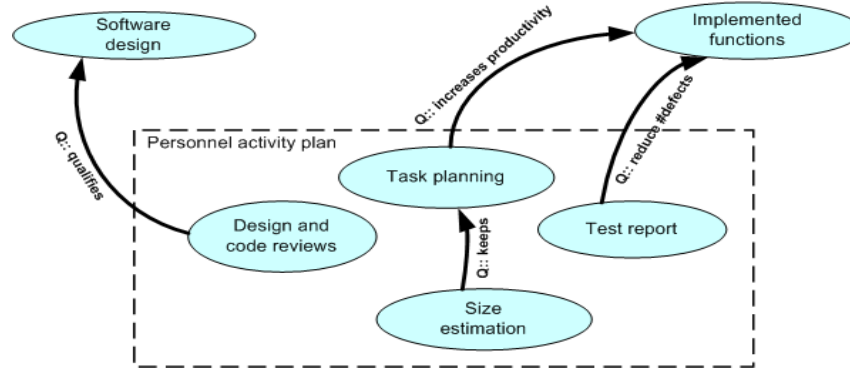 Software
design
Implemented
functions
Q:: increases productivity
Q:: qualifies
Q:: reduce #defects
Personnel activity plan
Task planning
Design and
code reviews
Test report
Q:: keeps
Size
estimation